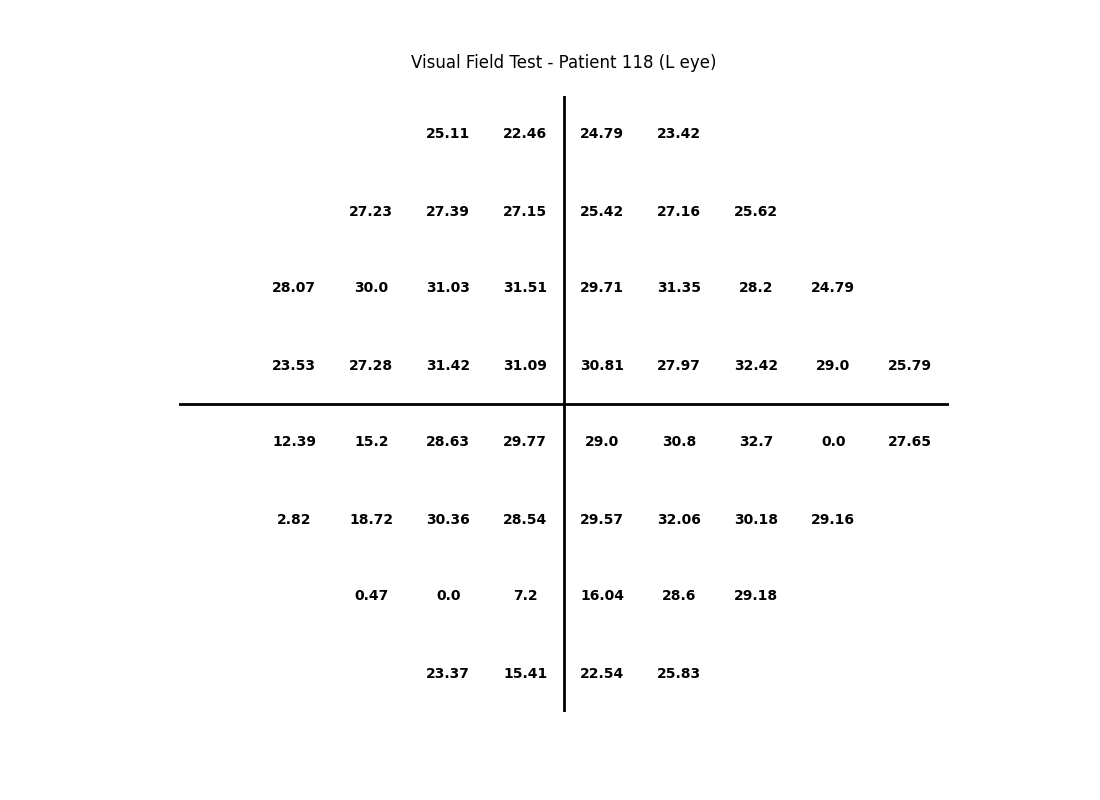 Visual Field Test - Patient 118 (L eye)
25.11 22.46 24.79 23.42
27.23 27.39 27.15 25.42 27.16 25.62
28.07 30.0 31.03 31.51 29.71 31.35 28.2 24.79
23.53 27.28 31.42 31.09 30.81 27.97 32.42 29.0 25.79
12.39 15.2 28.63 29.77 29.0 30.8 32.7 0.0 27.65
2.82 18.72 30.36 28.54 29.57 32.06 30.18 29.16
0.47 0.0 7.2 16.04 28.6 29.18
23.37 15.41 22.54 25.83